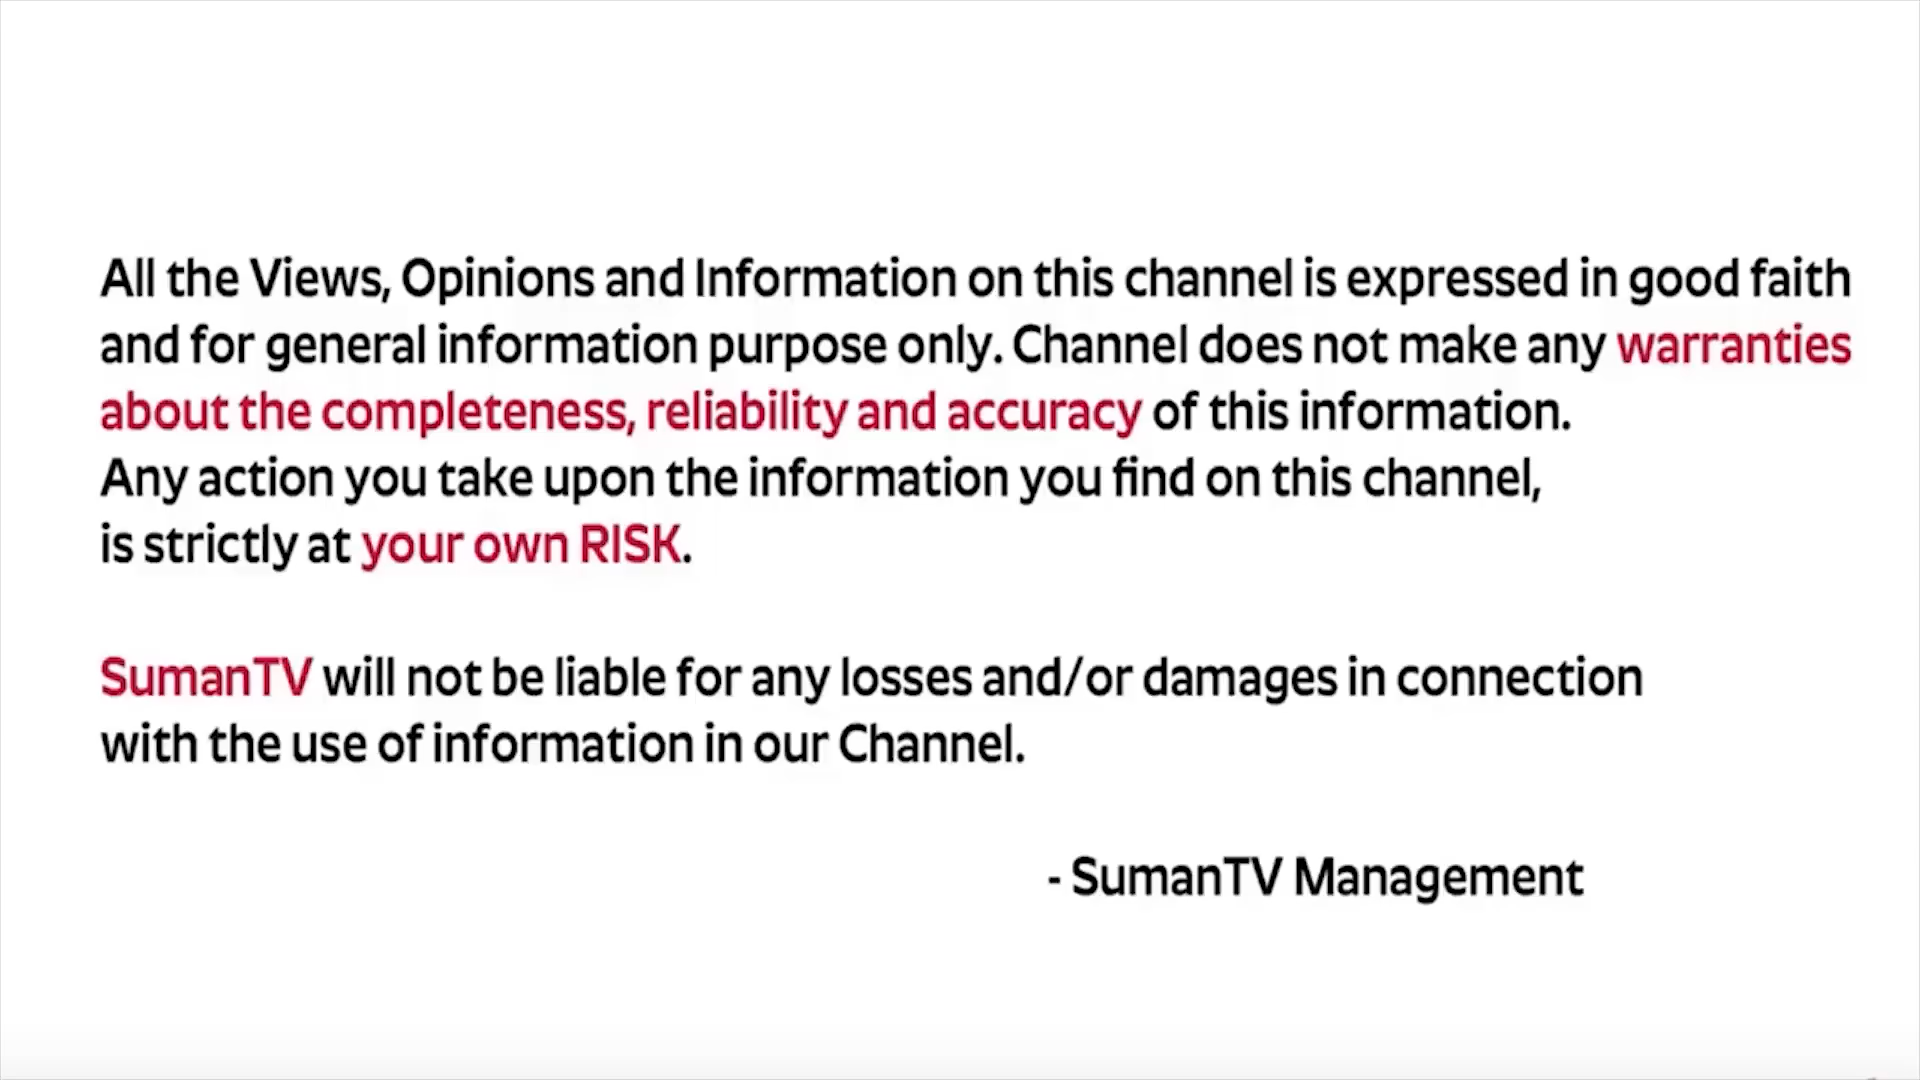 All the Views, Opinions and Information on this channel is expressed in good faith
and for general information purpose only. Channel does not make any warranties
about the completeness, reliability and accuracy of this information.
Any action you take upon the information you find on this channel,
is strictly at your own RISK.
SumanTV will not be liable for any losses and/or damages in connection
with the use of information in our Channel.
- SumanTV Management